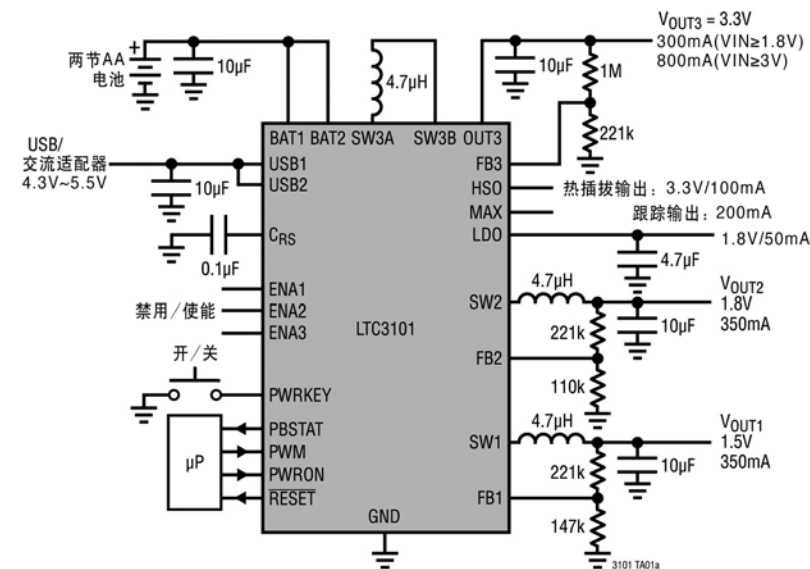 V_OUT3 = 3.3V
300mA(VIN≥1.8V)
800mA(VIN≥3V)
+
两节AA
电池
10µF
4.7µH
10µF
1M
221k
BAT1 BAT2 SW3A SW3B OUT3
USB/
交流适配器
4.3V~5.5V
10µF
USB1
USB2
FB3
HSO
热插拔输出：3.3V/100mA
MAX
跟踪输出：200mA
C_RS
0.1µF
LDO
1.8V/50mA
4.7µF
禁用/使能
ENA1
ENA2
ENA3
LTC3101
SW2
4.7µH
V_OUT2
1.8V
350mA
221k
10µF
FB2
110k
开/关
PWRKEY
µP
PBSTAT
PWM
PWRON
RESET
SW1
4.7µH
V_OUT1
1.5V
350mA
221k
10µF
FB1
147k
GND
3101 TA01a